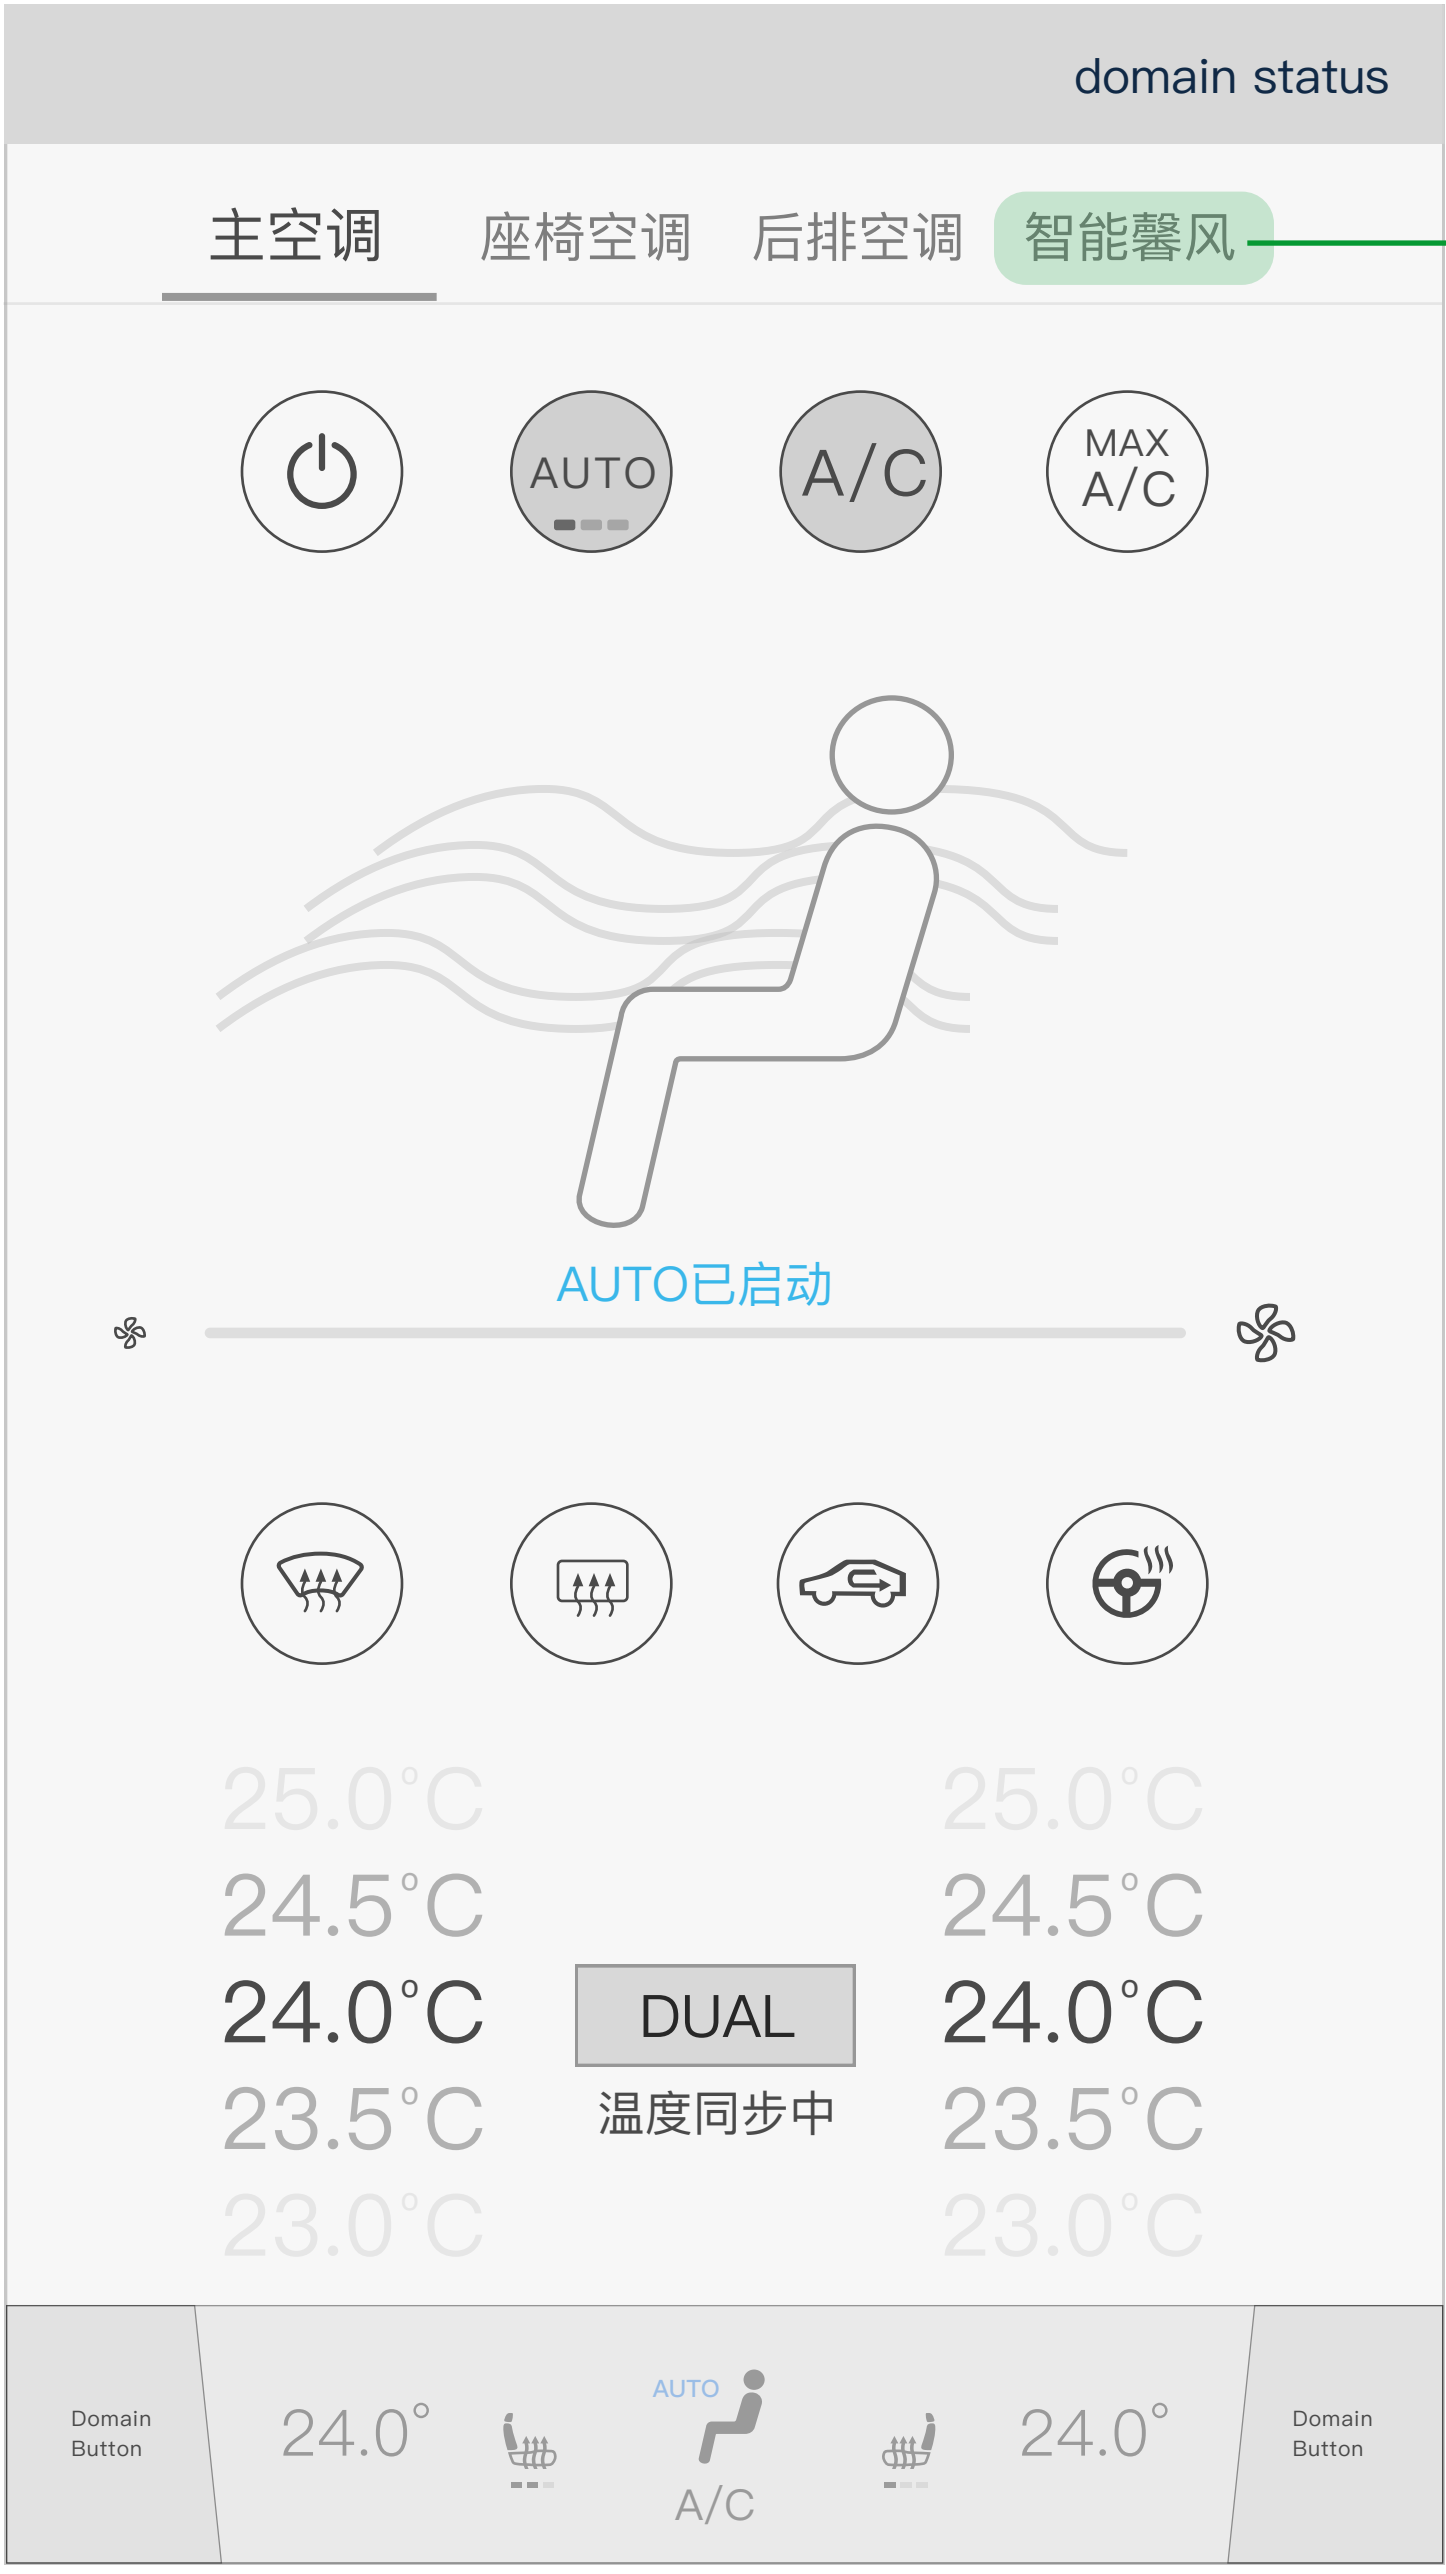 domain status
主空调 座椅空调 后排空调 智能馨风
AUTO A/C MAX
A/C
AUTO已启动
25.0°C 25.0°C
24.5°C 24.5°C
24.0°C DUAL 24.0°C
23.5°C 温度同步中 23.5°C
23.0°C 23.0°C
Domain
Button
24.0°
AUTO
A/C
24.0°
Domain
Button